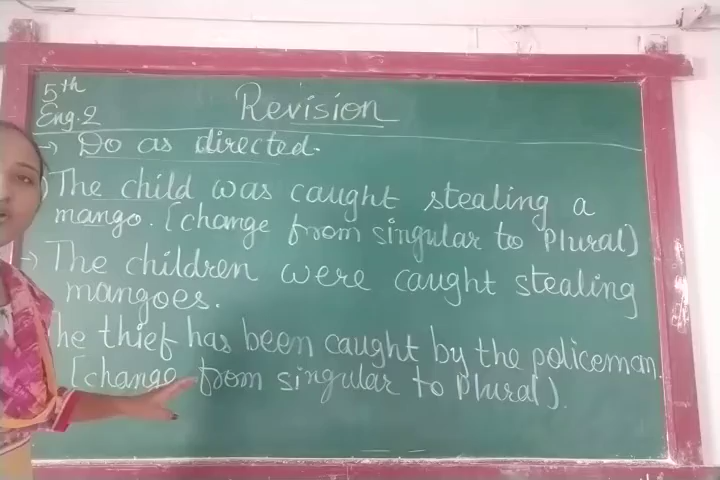 5th
Eng.2
Revision
→ Do as directed.
The child was caught stealing a
mango. [change from singular to Plural)
→ The children were caught stealing
mangoes.
he thief has been caught by the policeman.
[change from singular to Plural).